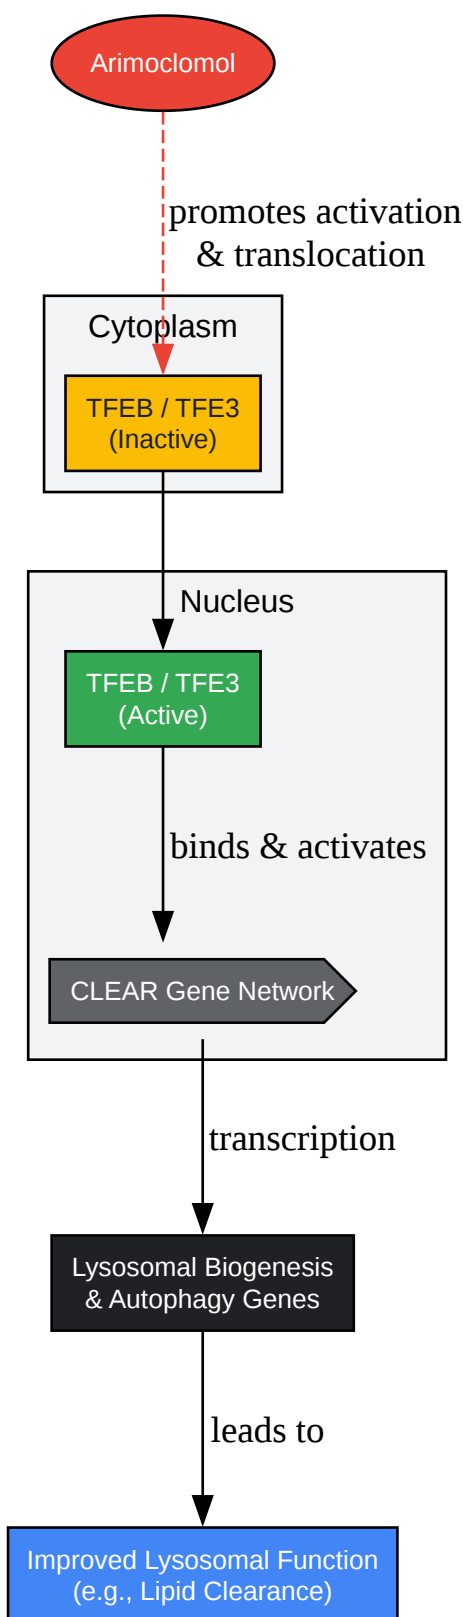 Arimoclomol
promotes activation
& translocation
Cytoplasm
TFEB / TFE3
(Inactive)
Nucleus
TFEB / TFE3
(Active)
binds & activates
CLEAR Gene Network
transcription
Lysosomal Biogenesis
& Autophagy Genes
leads to
Improved Lysosomal Function
(e.g., Lipid Clearance)